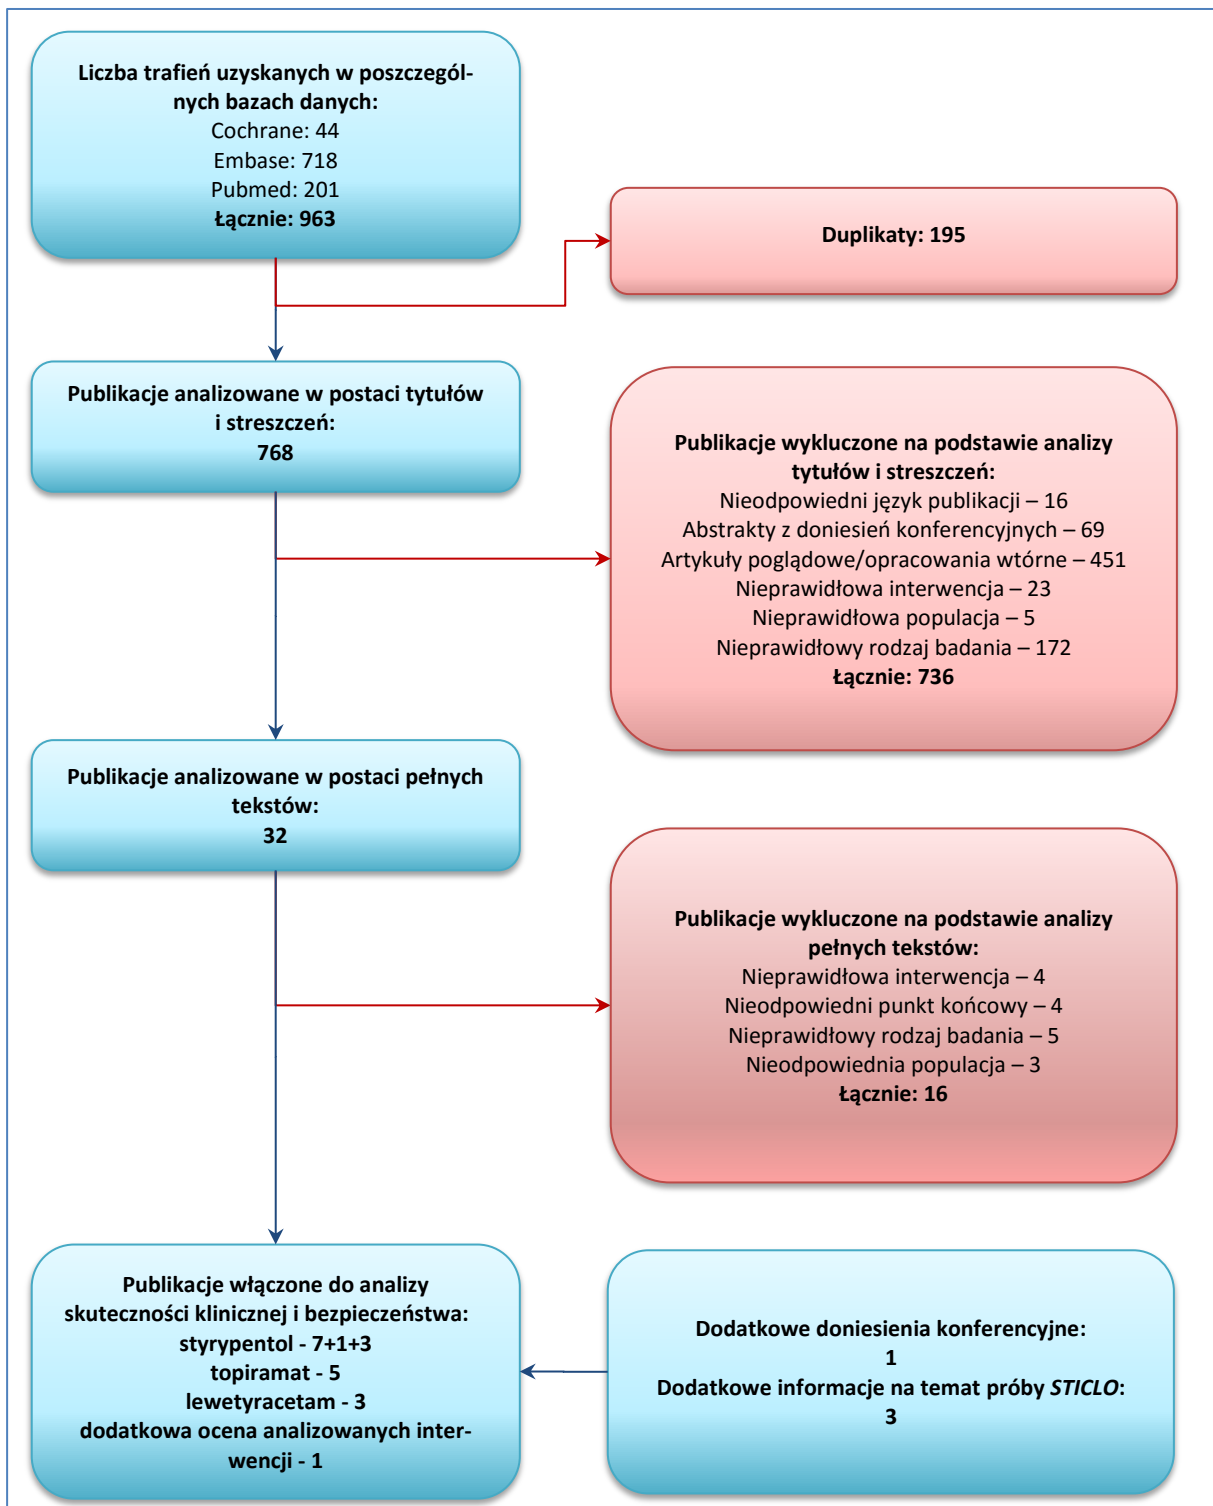 Liczba trafień uzyskanych w poszczegól-
nych bazach danych:
Cochrane: 44
Embase: 718
Pubmed: 201
Łącznie: 963
Duplikaty: 195
Publikacje analizowane w postaci tytułów
i streszczeń:
768
Publikacje wykluczone na podstawie analizy
tytułów i streszczeń:
Nieodpowiedni język publikacji – 16
Abstrakty z doniesień konferencyjnych – 69
Artykuły poglądowe/opracowania wtórne – 451
Nieprawidłowa interwencja – 23
Nieprawidłowa populacja – 5
Nieprawidłowy rodzaj badania – 172
Łącznie: 736
Publikacje analizowane w postaci pełnych
tekstów:
32
Publikacje wykluczone na podstawie analizy
pełnych tekstów:
Nieprawidłowa interwencja – 4
Nieodpowiedni punkt końcowy – 4
Nieprawidłowy rodzaj badania – 5
Nieodpowiednia populacja – 3
Łącznie: 16
Publikacje włączone do analizy
skuteczności klinicznej i bezpieczeństwa:
styrypentol - 7+1+3
topiramat - 5
lewetyracetam - 3
dodatkowa ocena analizowanych inter-
wencji - 1
Dodatkowe doniesienia konferencyjne:
1
Dodatkowe informacje na temat próby STICLO:
3